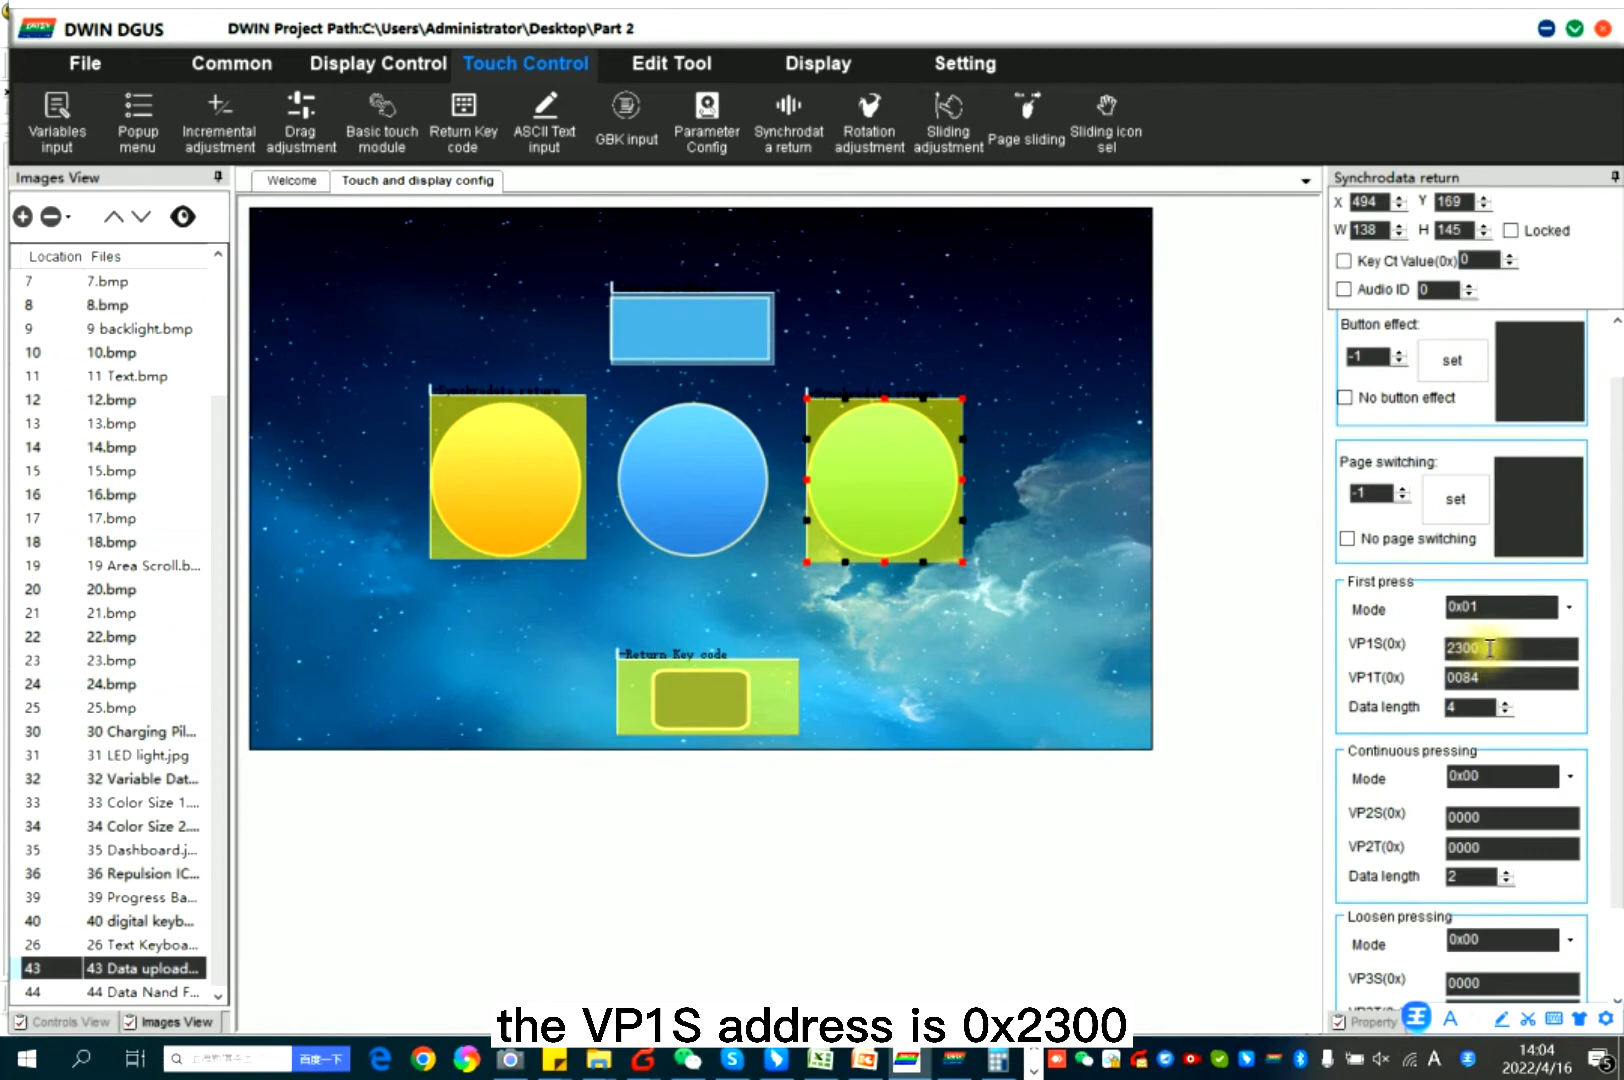 DWIN DGUS
DWIN Project Path:C:\Users\Administrator\Desktop\Part 2
File Common Display Control Touch Control Edit Tool Display Setting
Variables input
Popup menu
Incremental adjustment
Drag adjustment
Basic touch module
Return Key code
ASCII Text input
GBK input
Parameter Config
Synchrodata return
Rotation adjustment
Sliding adjustment
Page sliding
Sliding icon sel
Images View
Welcome
Touch and display config
Location Files
7 7.bmp
8 8.bmp
9 9 backlight.bmp
10 10.bmp
11 11 Text.bmp
12 12.bmp
13 13.bmp
14 14.bmp
15 15.bmp
16 16.bmp
17 17.bmp
18 18.bmp
19 19 Area Scroll.b...
20 20.bmp
21 21.bmp
22 22.bmp
23 23.bmp
24 24.bmp
25 25.bmp
30 30 Charging Pil...
31 31 LED light.jpg
32 32 Variable Dat...
33 33 Color Size 1....
34 34 Color Size 2....
35 35 Dashboard.j...
36 36 Repulsion IC...
39 39 Progress Ba...
40 40 digital keyb...
26 26 Text Keyboa...
43 43 Data upload...
44 44 Data Nand F...
Controls View
Images View
Synchrodata return
Return Key code
Synchrodata return
X 494 Y 169
W 138 H 145 Locked
Key Ct Value(0x) 0
Audio ID 0
Button effect:
-1 set
No button effect
Page switching:
-1 set
No page switching
First press
Mode 0x01
VP1S(0x) 2300
VP1T(0x) 0084
Data length 4
Continuous pressing
Mode 0x00
VP2S(0x) 0000
VP2T(0x) 0000
Data length 2
Loosen pressing
Mode 0x00
VP3S(0x) 0000
Property
the VP1S address is 0x2300
百度一下
14:04
2022/4/16